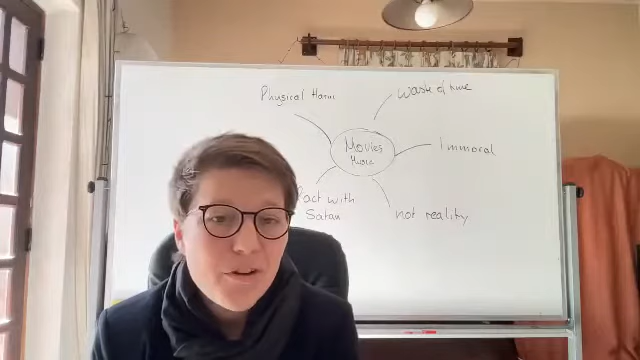 Physical Harm
waste of time
Movies
Music
immoral
Pact with
Satan
not reality